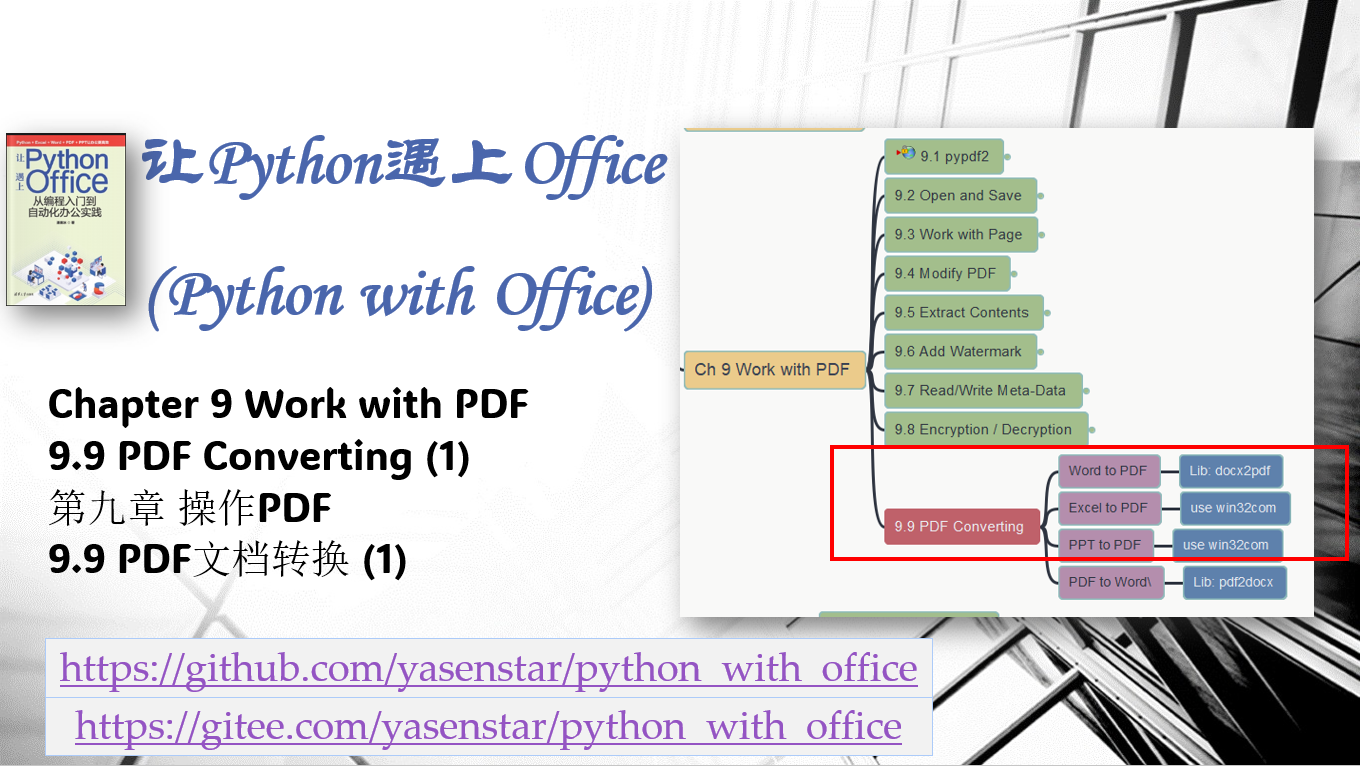 Python • Excel • Word • PDF • PPT让办公更高效
让Python
遇上Office
从编程入门到
自动化办公实践
让Python遇上Office
(Python with Office)
Chapter 9 Work with PDF
9.9 PDF Converting (1)
第九章 操作PDF
9.9 PDF文档转换 (1)
https://github.com/yasenstar/python_with_office
https://gitee.com/yasenstar/python_with_office
Ch 9 Work with PDF
9.1 pypdf2
9.2 Open and Save
9.3 Work with Page
9.4 Modify PDF
9.5 Extract Contents
9.6 Add Watermark
9.7 Read/Write Meta-Data
9.8 Encryption / Decryption
9.9 PDF Converting
Word to PDF
Lib: docx2pdf
Excel to PDF
use win32com
PPT to PDF
use win32com
PDF to Word\
Lib: pdf2docx